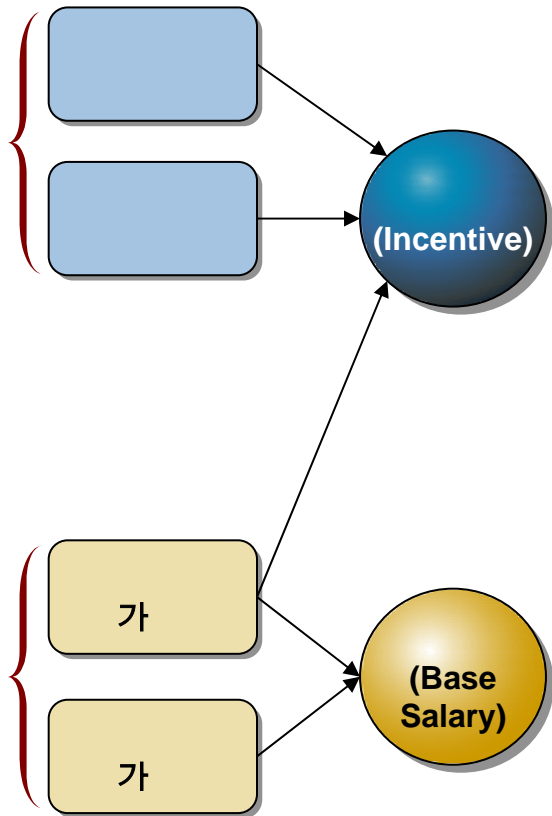 (Incentive)
가
(Base
Salary)
가